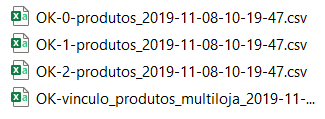 OK-0-produtos_2019-11-08-10-19-47.csv
OK-1-produtos_2019-11-08-10-19-47.csv
OK-2-produtos_2019-11-08-10-19-47.csv
OK-vinculo_produtos_multiloja_2019-11-...